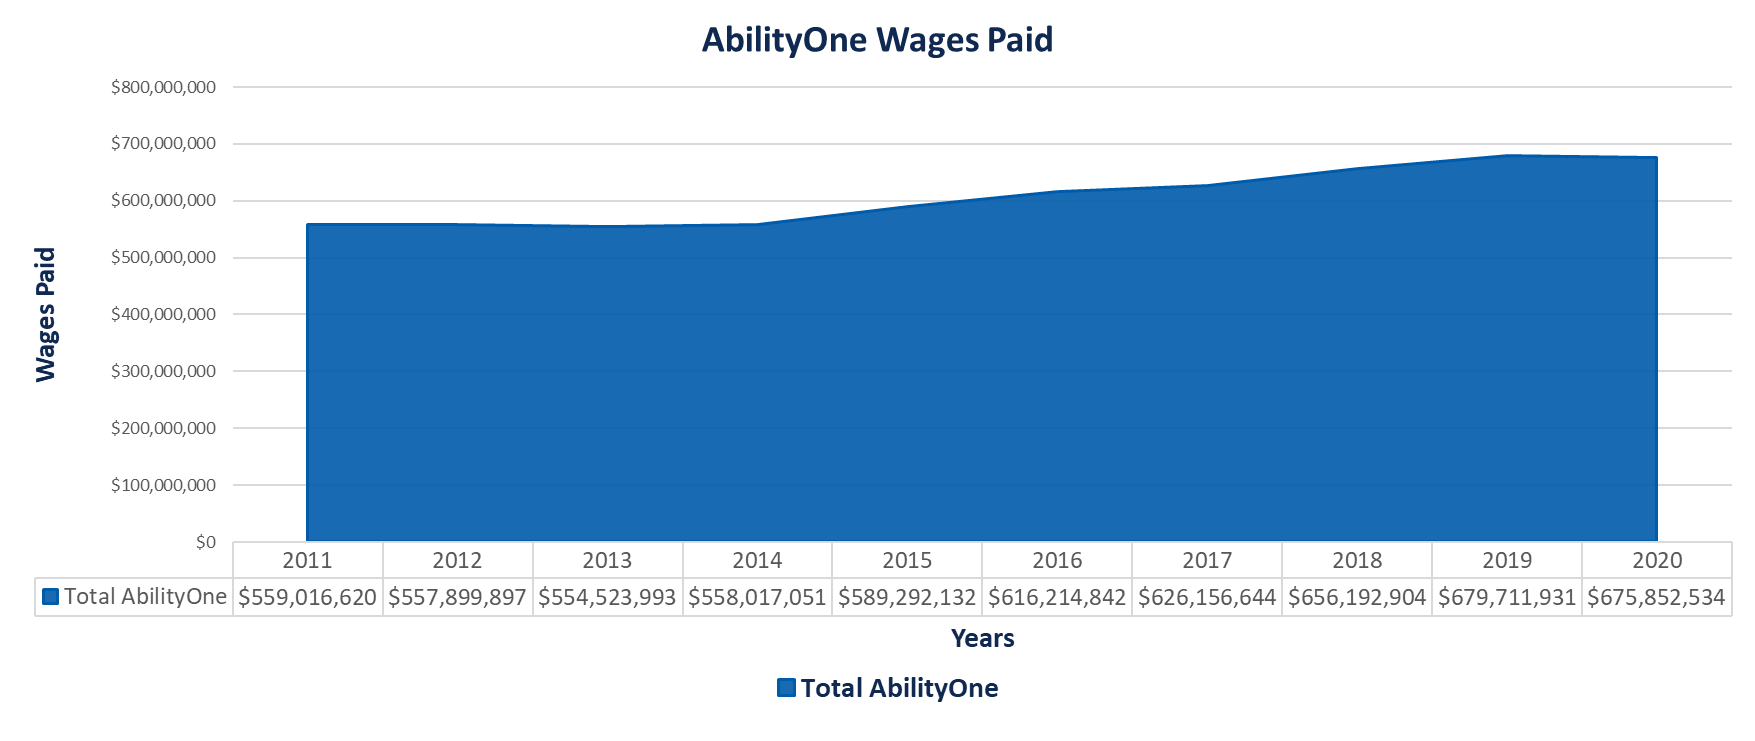 AbilityOne Wages Paid
$800,000,000
$700,000,000
$600,000,000
$500,000,000
$400,000,000
$300,000,000
$200,000,000
$100,000,000
$0
Wages Paid
2011 2012 2013 2014 2015 2016 2017 2018 2019 2020
Total AbilityOne $559,016,620 $557,899,897 $554,523,993 $558,017,051 $589,292,132 $616,214,842 $626,156,644 $656,192,904 $679,711,931 $675,852,534
Years
Total AbilityOne